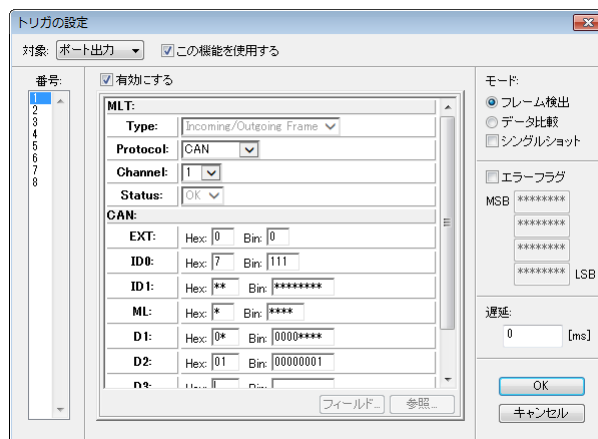 トリガの設定
対象: ポート出力 この機能を使用する
番号:
1
2
3
4
5
6
7
8
有効にする
MLT:
Type: Incoming/Outgoing Frame
Protocol: CAN
Channel: 1
Status: OK
CAN:
EXT: Hex: 0 Bin: 0
ID0: Hex: 7 Bin: 111
ID1: Hex: ** Bin: ********
ML: Hex: * Bin: ****
D1: Hex: 0* Bin: 0000****
D2: Hex: 01 Bin: 00000001
D3: Hex: Bin:
フィールド... 参照...
モード:
フレーム検出
データ比較
シングルショット
エラーフラグ
MSB ********
********
********
******** LSB
遅延:
0 [ms]
OK
キャンセル